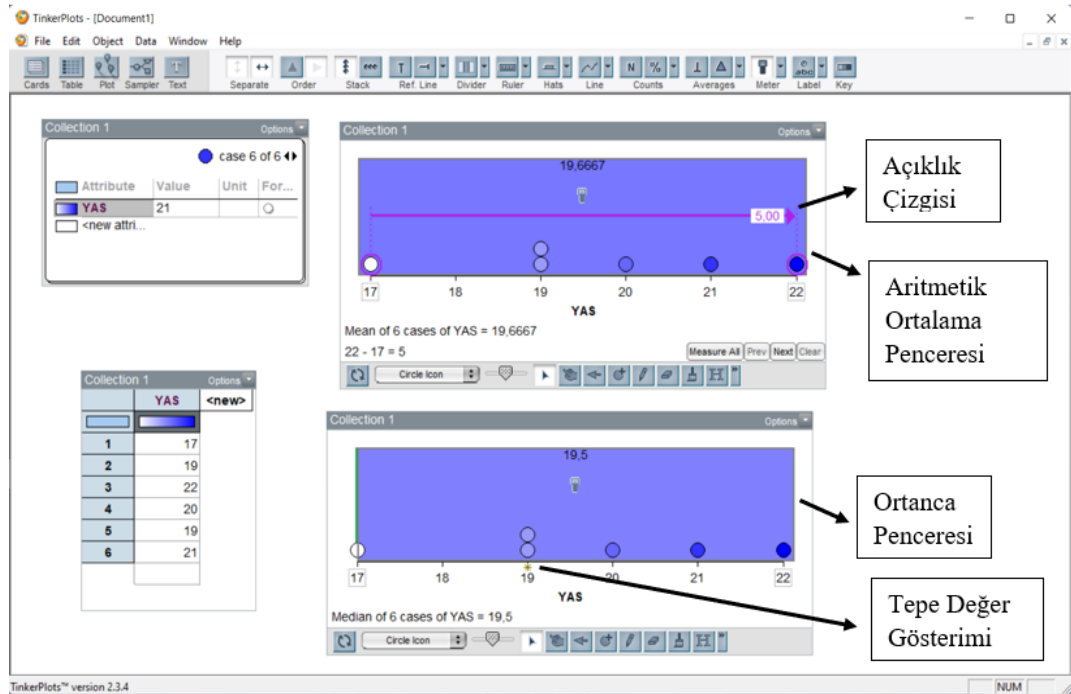 TinkerPlots - [Document1]
File Edit Object Data Window Help
Cards Table Plot Sampler Text Separate Order Stack Ref. Line Divider Ruler Hats Line Counts Averages Meter Label Key
Collection 1 Options
case 6 of 6
Attribute Value Unit For...
YAS 21
<new attri...
Collection 1 Options
19,6667
5,00
17 18 19 20 21 22
YAS
Mean of 6 cases of YAS = 19,6667
22 - 17 = 5
Measure All Prev Next Clear
Circle Icon
Açıklık
Çizgisi
Aritmetik
Ortalama
Penceresi
Collection 1 Options
YAS <new>
1 17
2 19
3 22
4 20
5 19
6 21
Collection 1 Options
19,5
17 18 19 20 21 22
YAS
Median of 6 cases of YAS = 19,5
Circle Icon
Ortanca
Penceresi
Tepe Değer
Gösterimi
TinkerPlots™ version 2.3.4
NUM